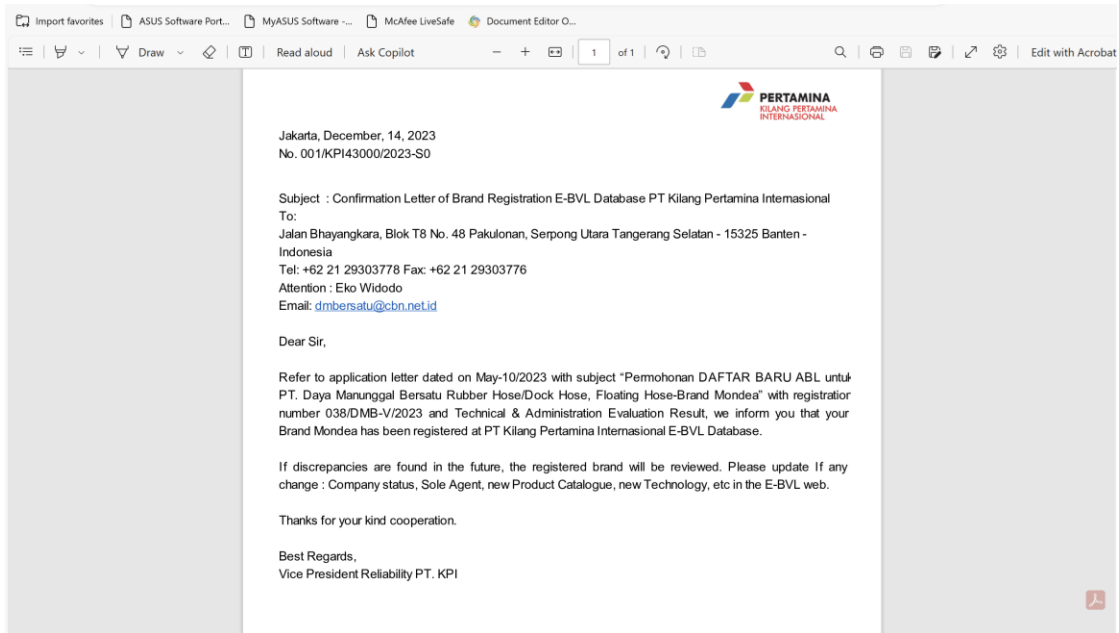 Import favorites ASUS Software Port... MyASUS Software -... McAfee LiveSafe Document Editor O...
Draw Read aloud Ask Copilot 1 of 1 Edit with Acrobat
PERTAMINA
KILANG PERTAMINA
INTERNASIONAL
Jakarta, December, 14, 2023
No. 001/KPI43000/2023-S0
Subject : Confirmation Letter of Brand Registration E-BVL Database PT Kilang Pertamina Internasional
To:
Jalan Bhayangkara, Blok T8 No. 48 Pakulonan, Serpong Utara Tangerang Selatan - 15325 Banten -
Indonesia
Tel: +62 21 29303778 Fax: +62 21 29303776
Attention : Eko Widodo
Email: dmbersatu@cbn.net.id
Dear Sir,
Refer to application letter dated on May-10/2023 with subject “Permohonan DAFTAR BARU ABL untuk
PT. Daya Manunggal Bersatu Rubber Hose/Dock Hose, Floating Hose-Brand Mondea” with registration
number 038/DMB-V/2023 and Technical & Administration Evaluation Result, we inform you that your
Brand Mondea has been registered at PT Kilang Pertamina Internasional E-BVL Database.
If discrepancies are found in the future, the registered brand will be reviewed. Please update If any
change : Company status, Sole Agent, new Product Catalogue, new Technology, etc in the E-BVL web.
Thanks for your kind cooperation.
Best Regards,
Vice President Reliability PT. KPI